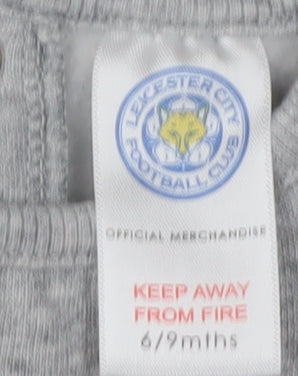 LEICESTER CITY
FOOTBALL CLUB
OFFICIAL MERCHANDISE
KEEP AWAY
FROM FIRE
6/9mths